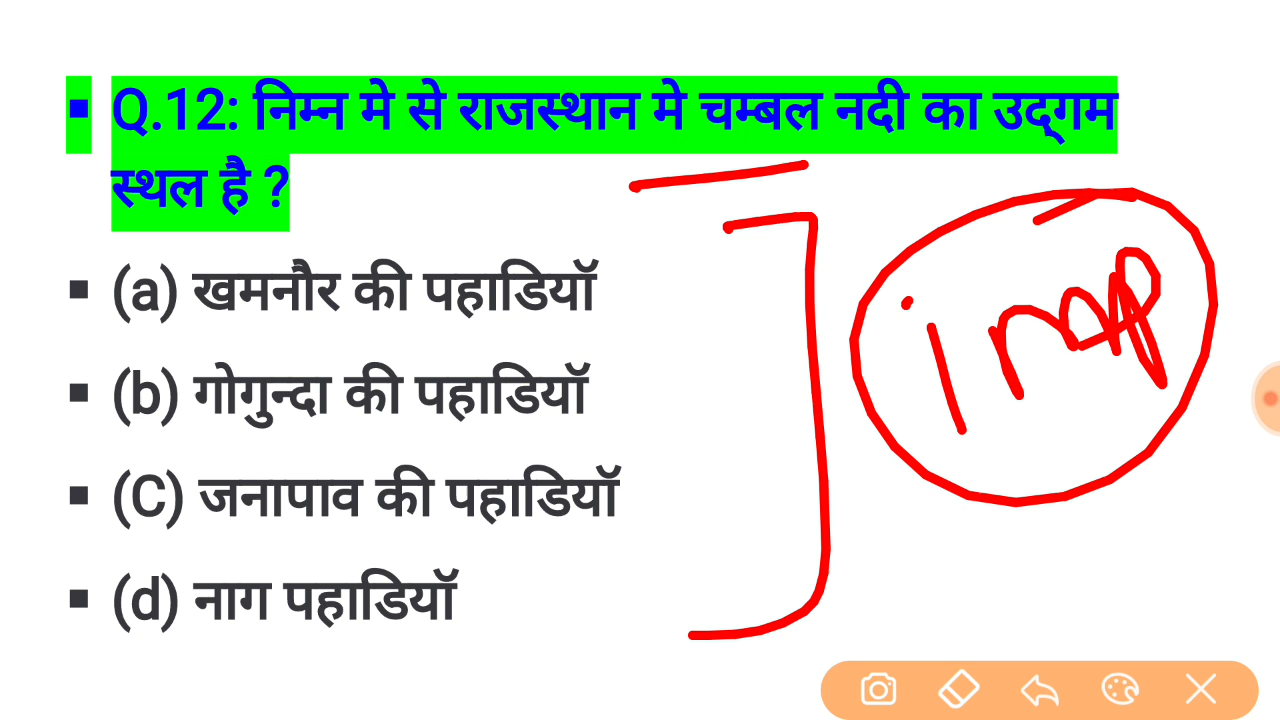 ▪ Q.12: निम्न मे से राजस्थान मे चम्बल नदी का उद्‌गम
स्थल है ?
▪ (a) खमनौर की पहाडियॉ
▪ (b) गोगुन्दा की पहाडियॉ
▪ (C) जनापाव की पहाडियॉ
▪ (d) नाग पहाडियॉ
imp